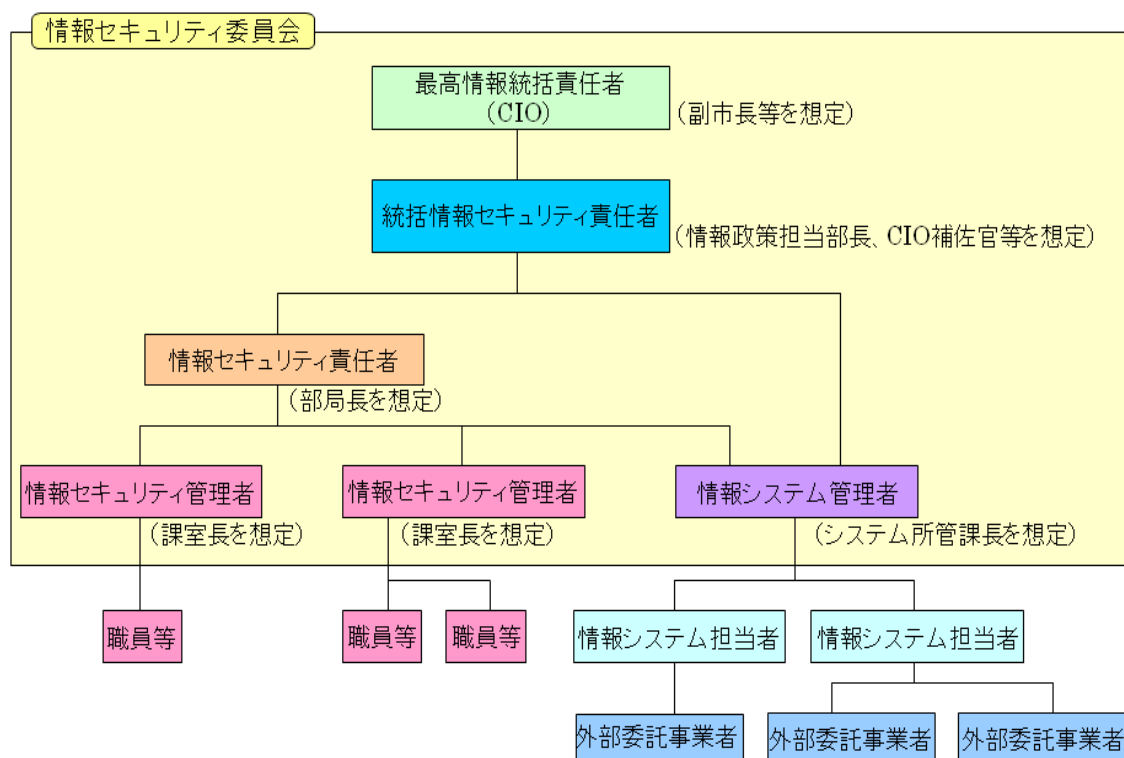 情報セキュリティ委員会
最高情報統括責任者
（CIO）
（副市長等を想定）
統括情報セキュリティ責任者
（情報政策担当部長、CIO補佐官等を想定）
情報セキュリティ責任者
（部局長を想定）
情報セキュリティ管理者
情報セキュリティ管理者
情報システム管理者
（課室長を想定）
（課室長を想定）
（システム所管課長を想定）
職員等
職員等
職員等
情報システム担当者
情報システム担当者
外部委託事業者
外部委託事業者
外部委託事業者